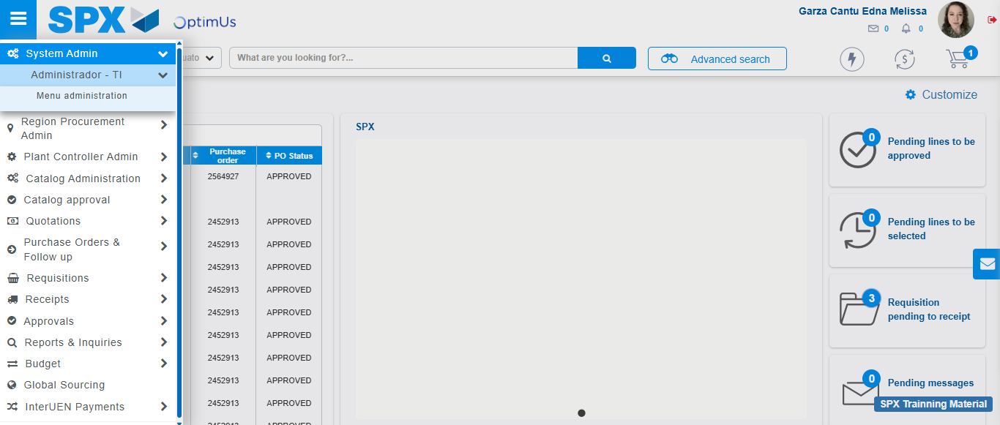 SPX
OptimUs
Garza Cantu Edna Melissa
0
0
System Admin
uato
What are you looking for?...
Advanced search
1
Administrador - TI
Menu administration
Customize
Region Procurement
Admin
Plant Controller Admin
Catalog Administration
Catalog approval
Quotations
Purchase Orders &
Follow up
Requisitions
Receipts
Approvals
Reports & Inquiries
Budget
Global Sourcing
InterUEN Payments
Purchase
order
PO Status
2564927 APPROVED
2452913 APPROVED
2452913 APPROVED
2452913 APPROVED
2452913 APPROVED
2452913 APPROVED
2452913 APPROVED
2452913 APPROVED
2452913 APPROVED
2452913 APPROVED
2452913 APPROVED
SPX
0
Pending lines to be
approved
0
Pending lines to be
selected
3
Requisition
pending to receipt
0
Pending messages
SPX Trainning Material